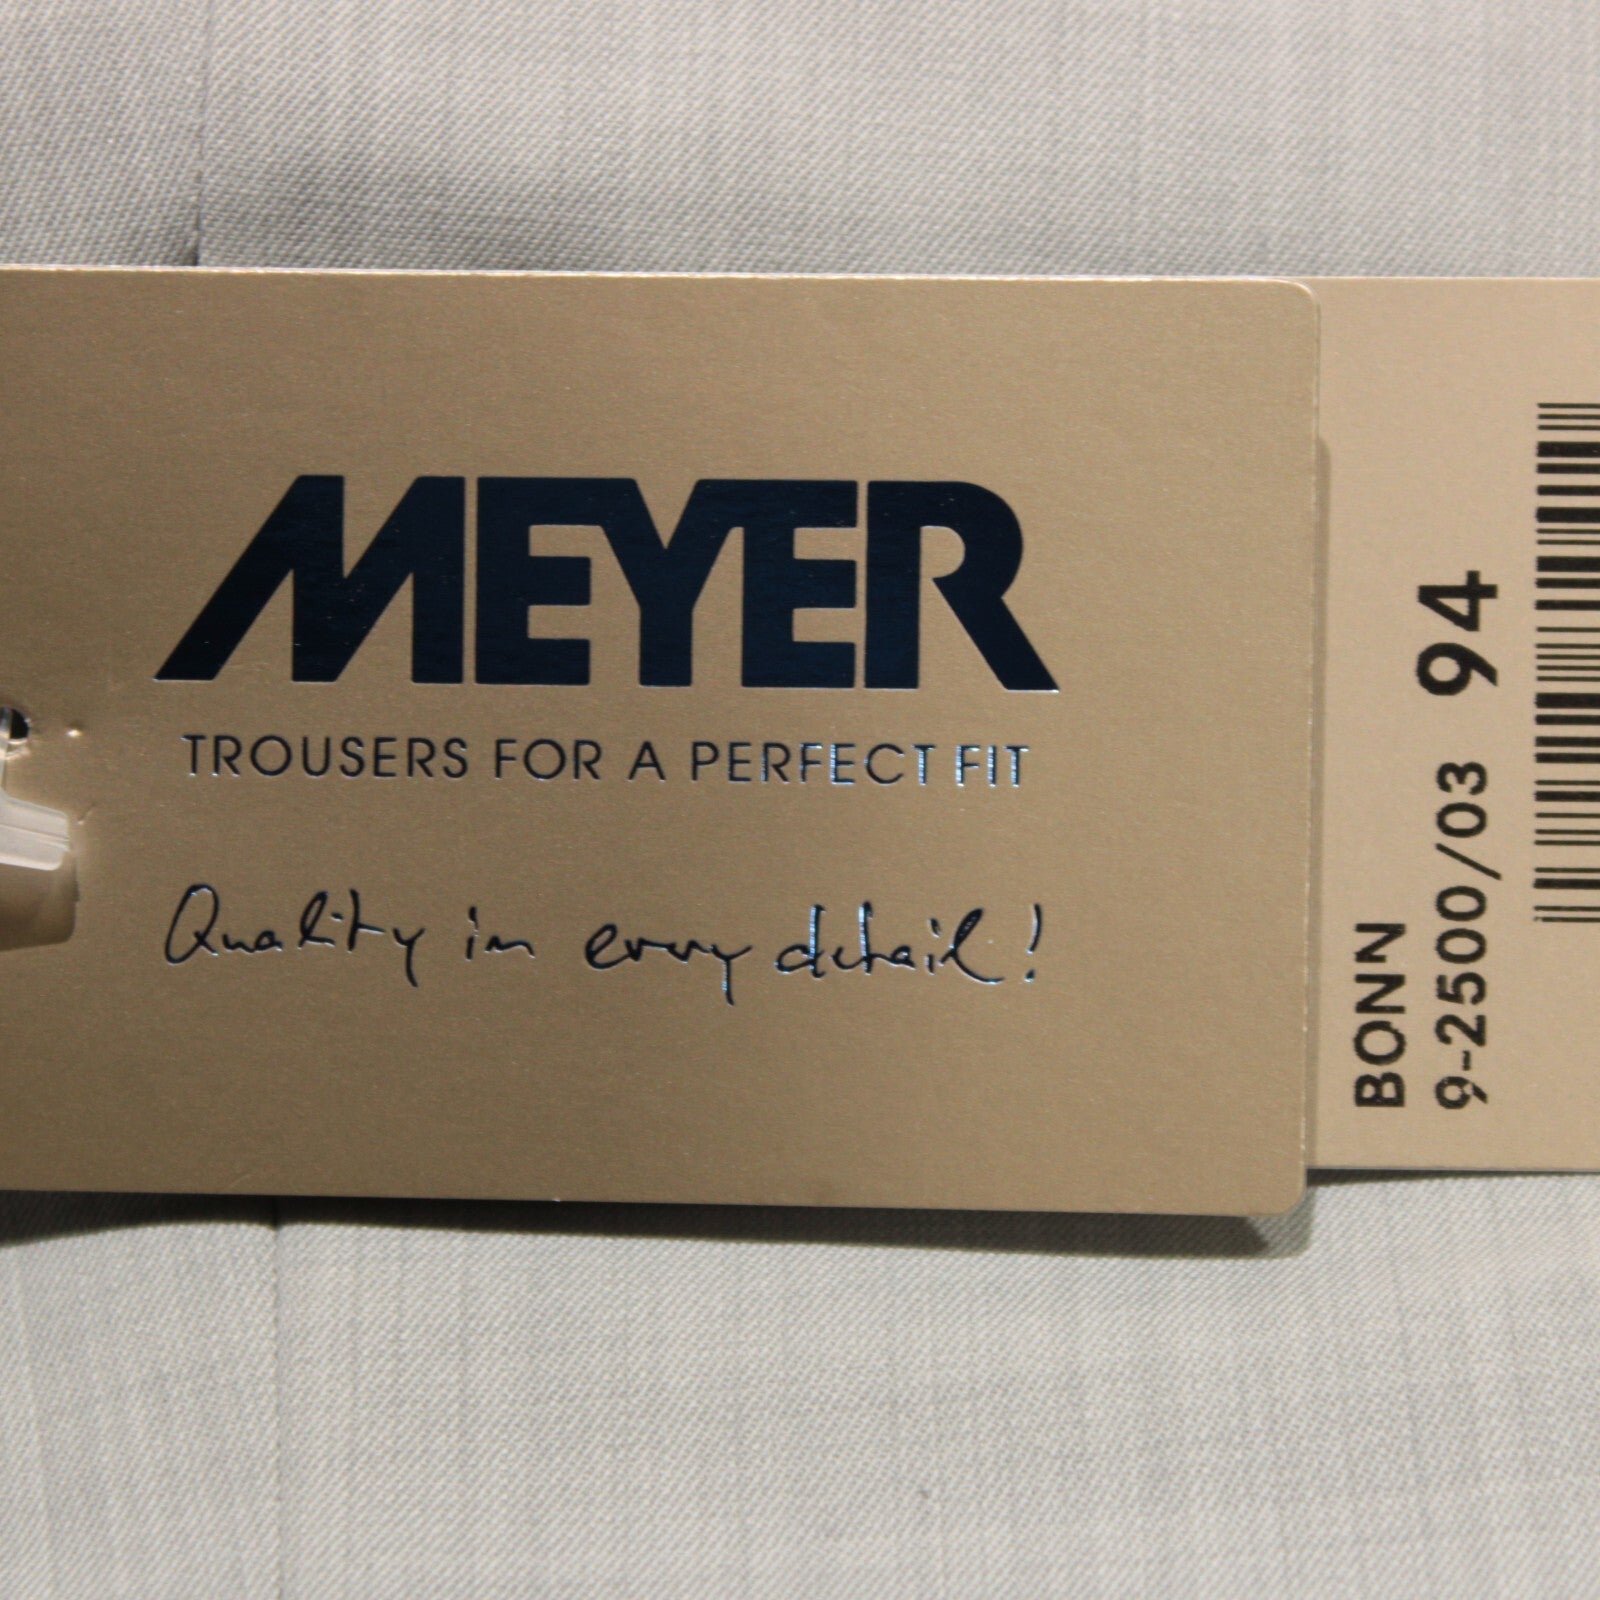 MEYER
TROUSERS FOR A PERFECT FIT
Quality in every detail!
BONN
9-2500/03 94